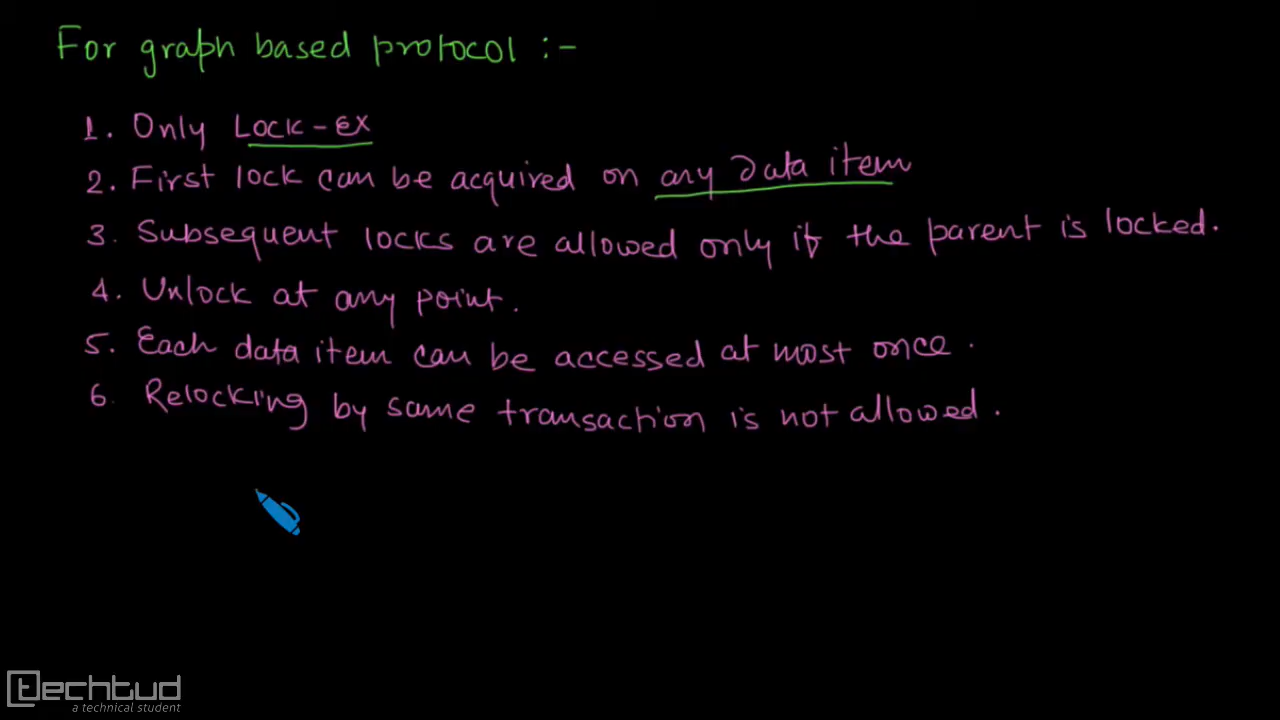 For graph based protocol :-
1. Only Lock-EX
2. First lock can be acquired on any data item
3. Subsequent locks are allowed only if the parent is locked.
4. Unlock at any point.
5. Each data item can be accessed at most once.
6. Relocking by same transaction is not allowed.
techtud
a technical student